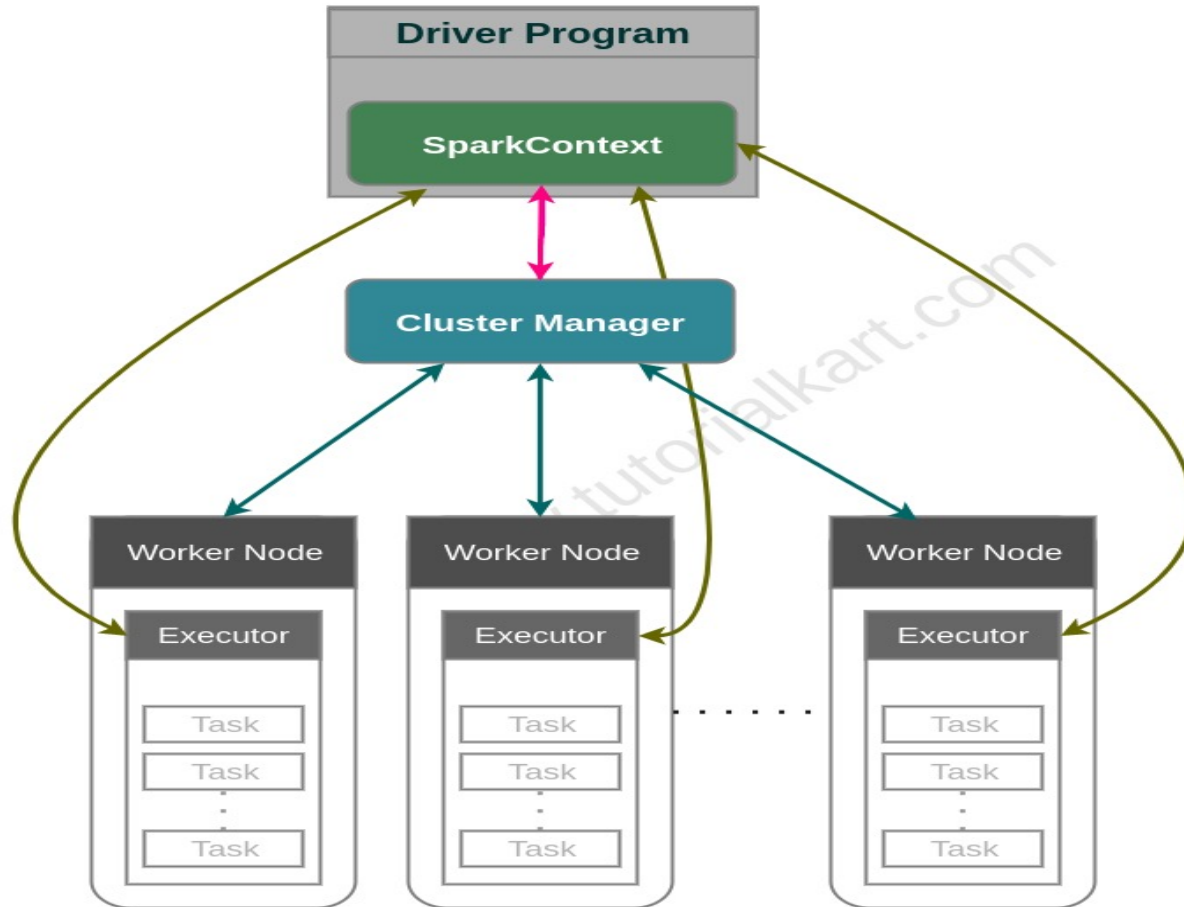 Driver Program
SparkContext
Cluster Manager
tutorialkart.com
Worker Node
Worker Node
Worker Node
Executor
Executor
Executor
Task
Task
Task
Task
Task
Task
Task
Task
Task